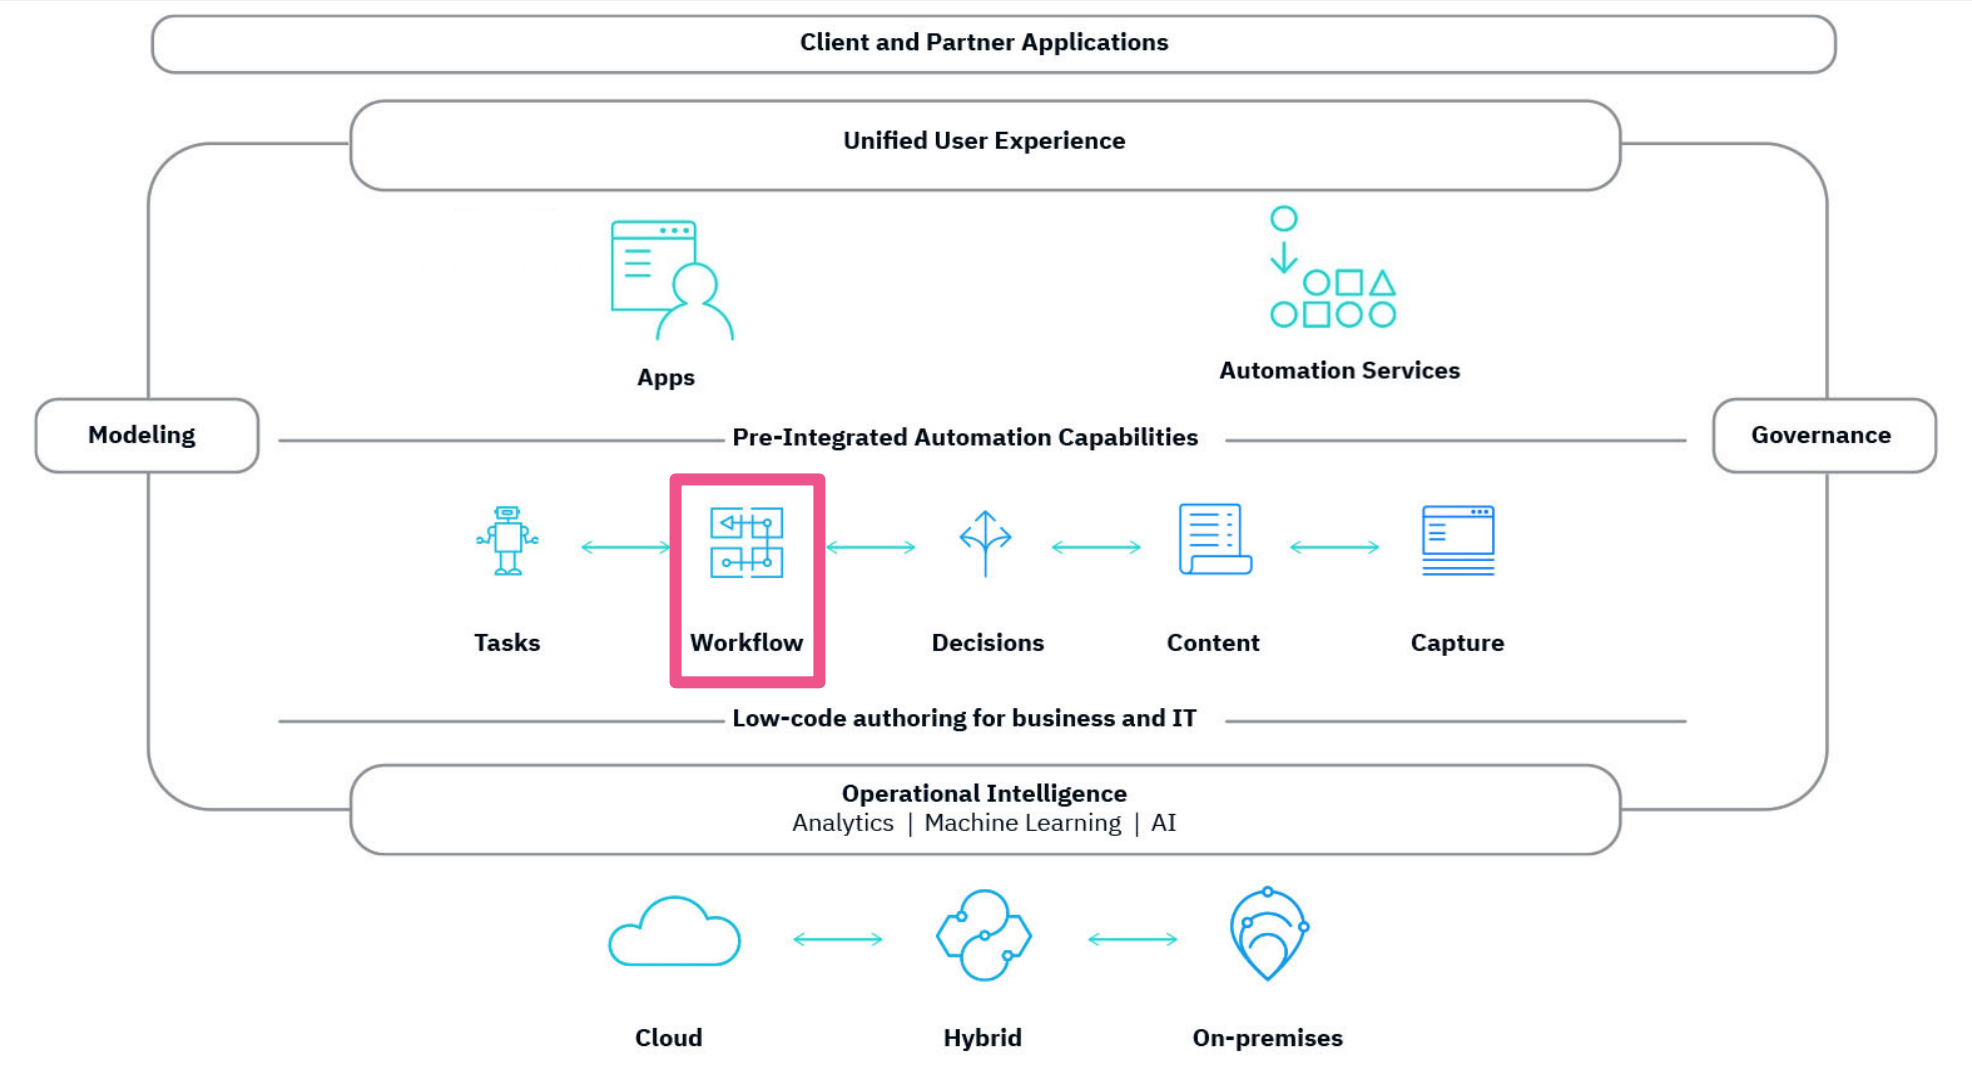 Client and Partner Applications
Unified User Experience
Apps
Automation Services
Modeling
Pre-Integrated Automation Capabilities
Governance
Tasks
Workflow
Decisions
Content
Capture
Low-code authoring for business and IT
Operational Intelligence
Analytics | Machine Learning | AI
Cloud
Hybrid
On-premises